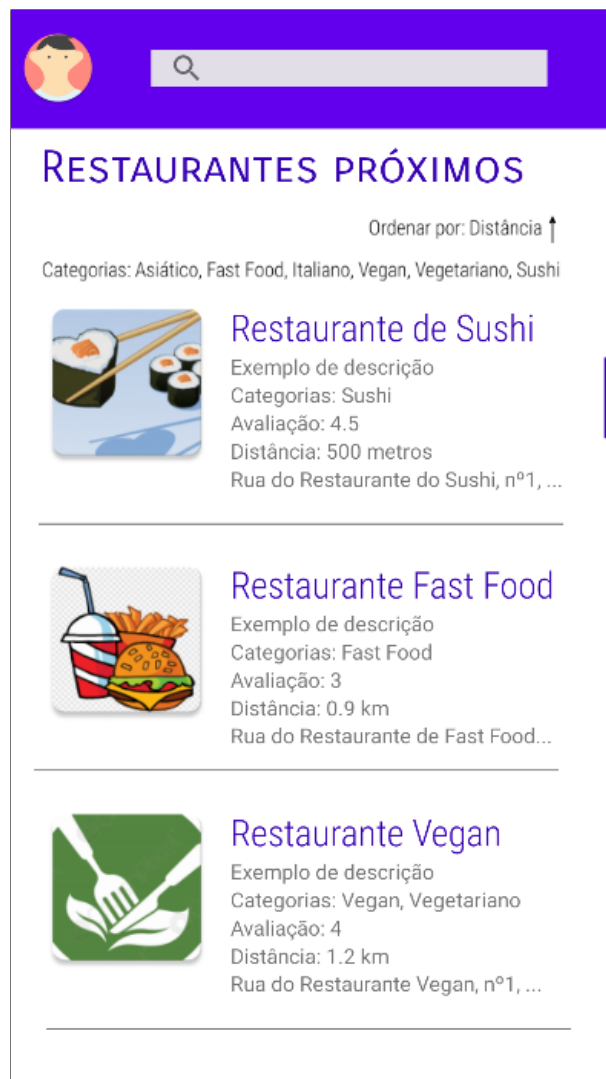 Restaurantes próximos
Ordenar por: Distância ↑
Categorias: Asiático, Fast Food, Italiano, Vegan, Vegetariano, Sushi
Restaurante de Sushi
Exemplo de descrição
Categorias: Sushi
Avaliação: 4.5
Distância: 500 metros
Rua do Restaurante do Sushi, nº1, ...
Restaurante Fast Food
Exemplo de descrição
Categorias: Fast Food
Avaliação: 3
Distância: 0.9 km
Rua do Restaurante de Fast Food...
Restaurante Vegan
Exemplo de descrição
Categorias: Vegan, Vegetariano
Avaliação: 4
Distância: 1.2 km
Rua do Restaurante Vegan, nº1, ...